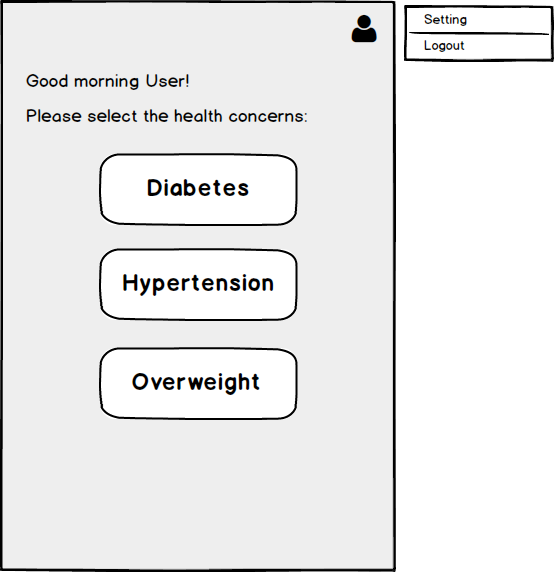 Setting
Logout
Good morning User!
Please select the health concerns:
Diabetes
Hypertension
Overweight